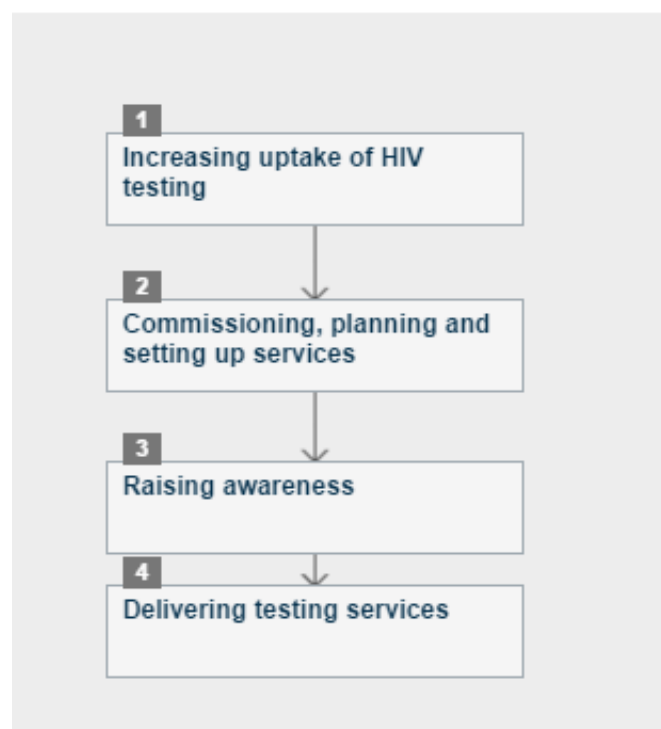 1
Increasing uptake of HIV
testing
2
Commissioning, planning and
setting up services
3
Raising awareness
4
Delivering testing services